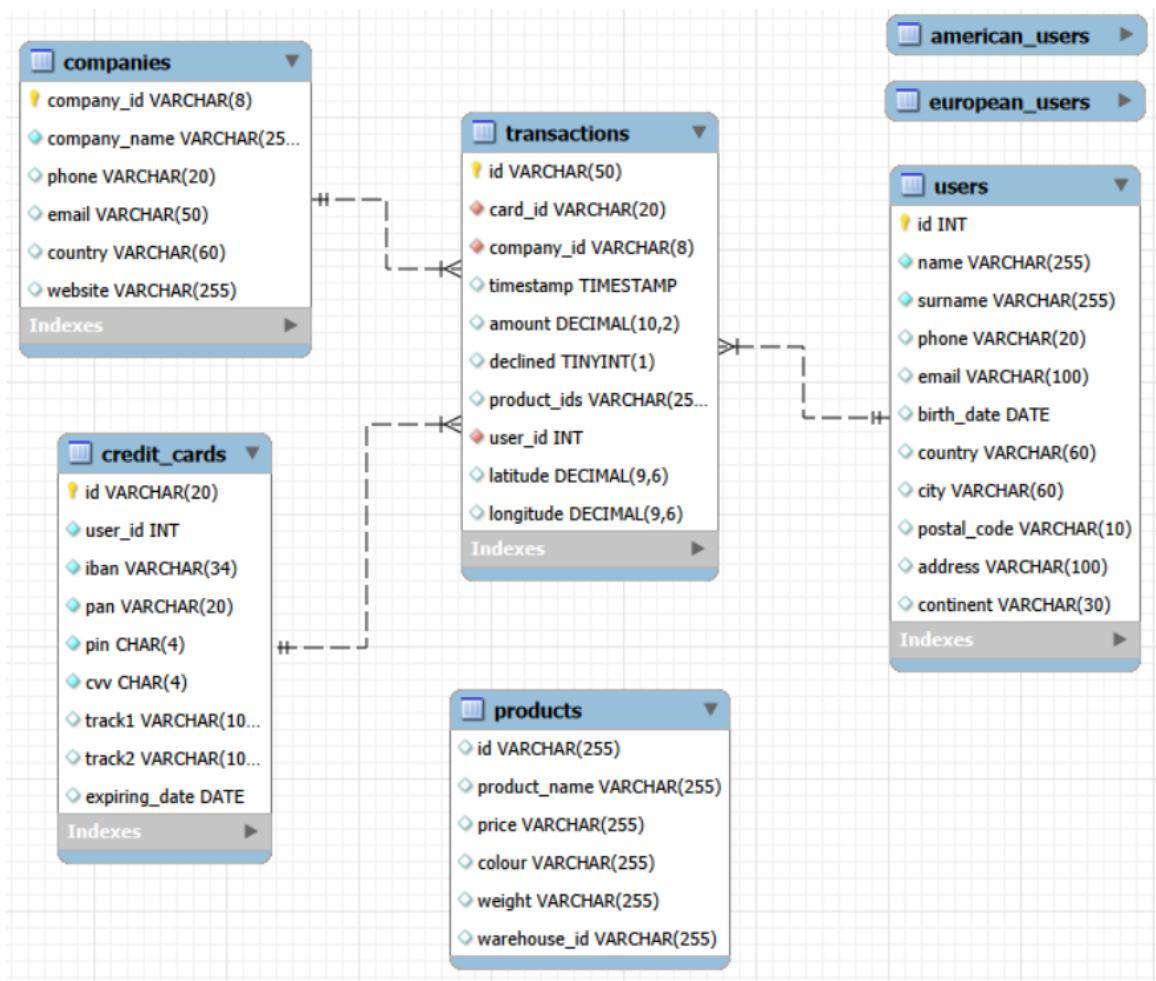 companies
company_id VARCHAR(8)
company_name VARCHAR(25...
phone VARCHAR(20)
email VARCHAR(50)
country VARCHAR(60)
website VARCHAR(255)
Indexes
credit_cards
id VARCHAR(20)
user_id INT
iban VARCHAR(34)
pan VARCHAR(20)
pin CHAR(4)
cvv CHAR(4)
track1 VARCHAR(10...
track2 VARCHAR(10...
expiring_date DATE
Indexes
transactions
id VARCHAR(50)
card_id VARCHAR(20)
company_id VARCHAR(8)
timestamp TIMESTAMP
amount DECIMAL(10,2)
declined TINYINT(1)
product_ids VARCHAR(25...
user_id INT
latitude DECIMAL(9,6)
longitude DECIMAL(9,6)
Indexes
products
id VARCHAR(255)
product_name VARCHAR(255)
price VARCHAR(255)
colour VARCHAR(255)
weight VARCHAR(255)
warehouse_id VARCHAR(255)
american_users
european_users
users
id INT
name VARCHAR(255)
surname VARCHAR(255)
phone VARCHAR(20)
email VARCHAR(100)
birth_date DATE
country VARCHAR(60)
city VARCHAR(60)
postal_code VARCHAR(10)
address VARCHAR(100)
continent VARCHAR(30)
Indexes